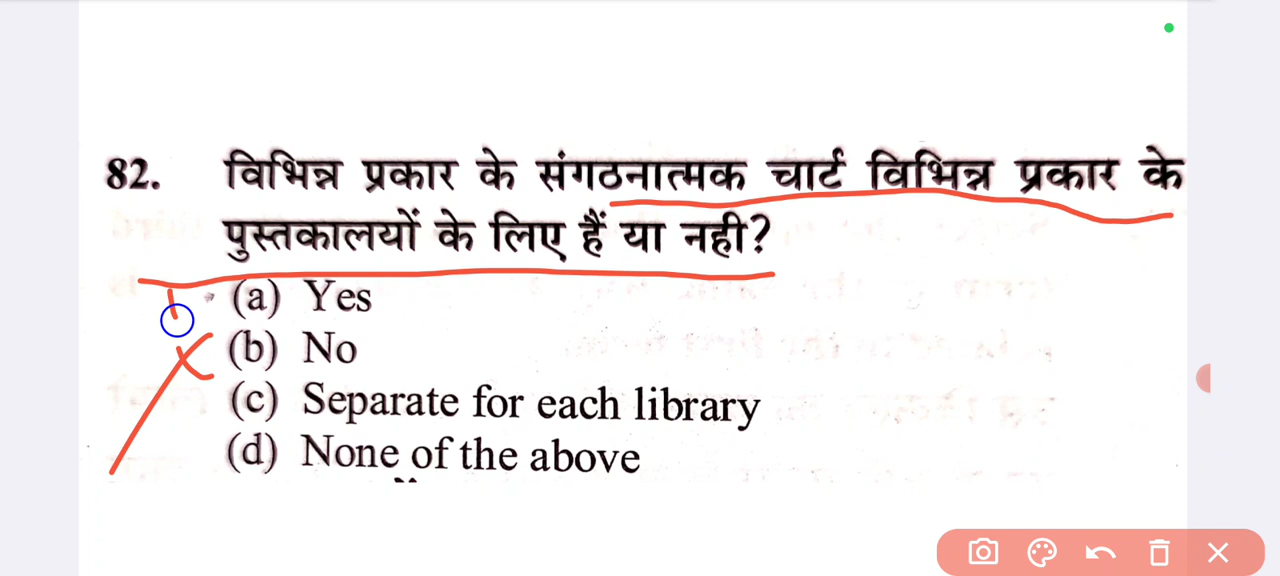 82. विभिन्न प्रकार के संगठनात्मक चार्ट विभिन्न प्रकार के
पुस्तकालयों के लिए हैं या नही?
(a) Yes
(b) No
(c) Separate for each library
(d) None of the above